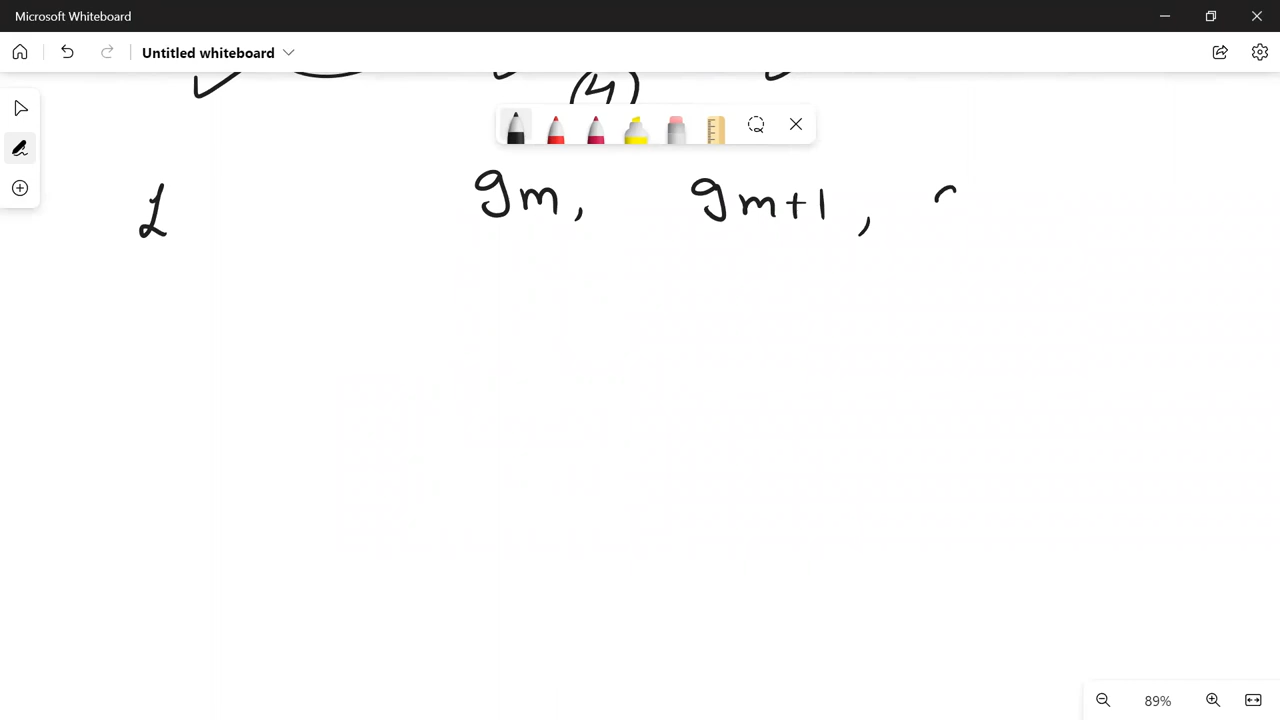 Microsoft Whiteboard
Untitled whiteboard
(4)
£ 9m, 9m+1,
89%